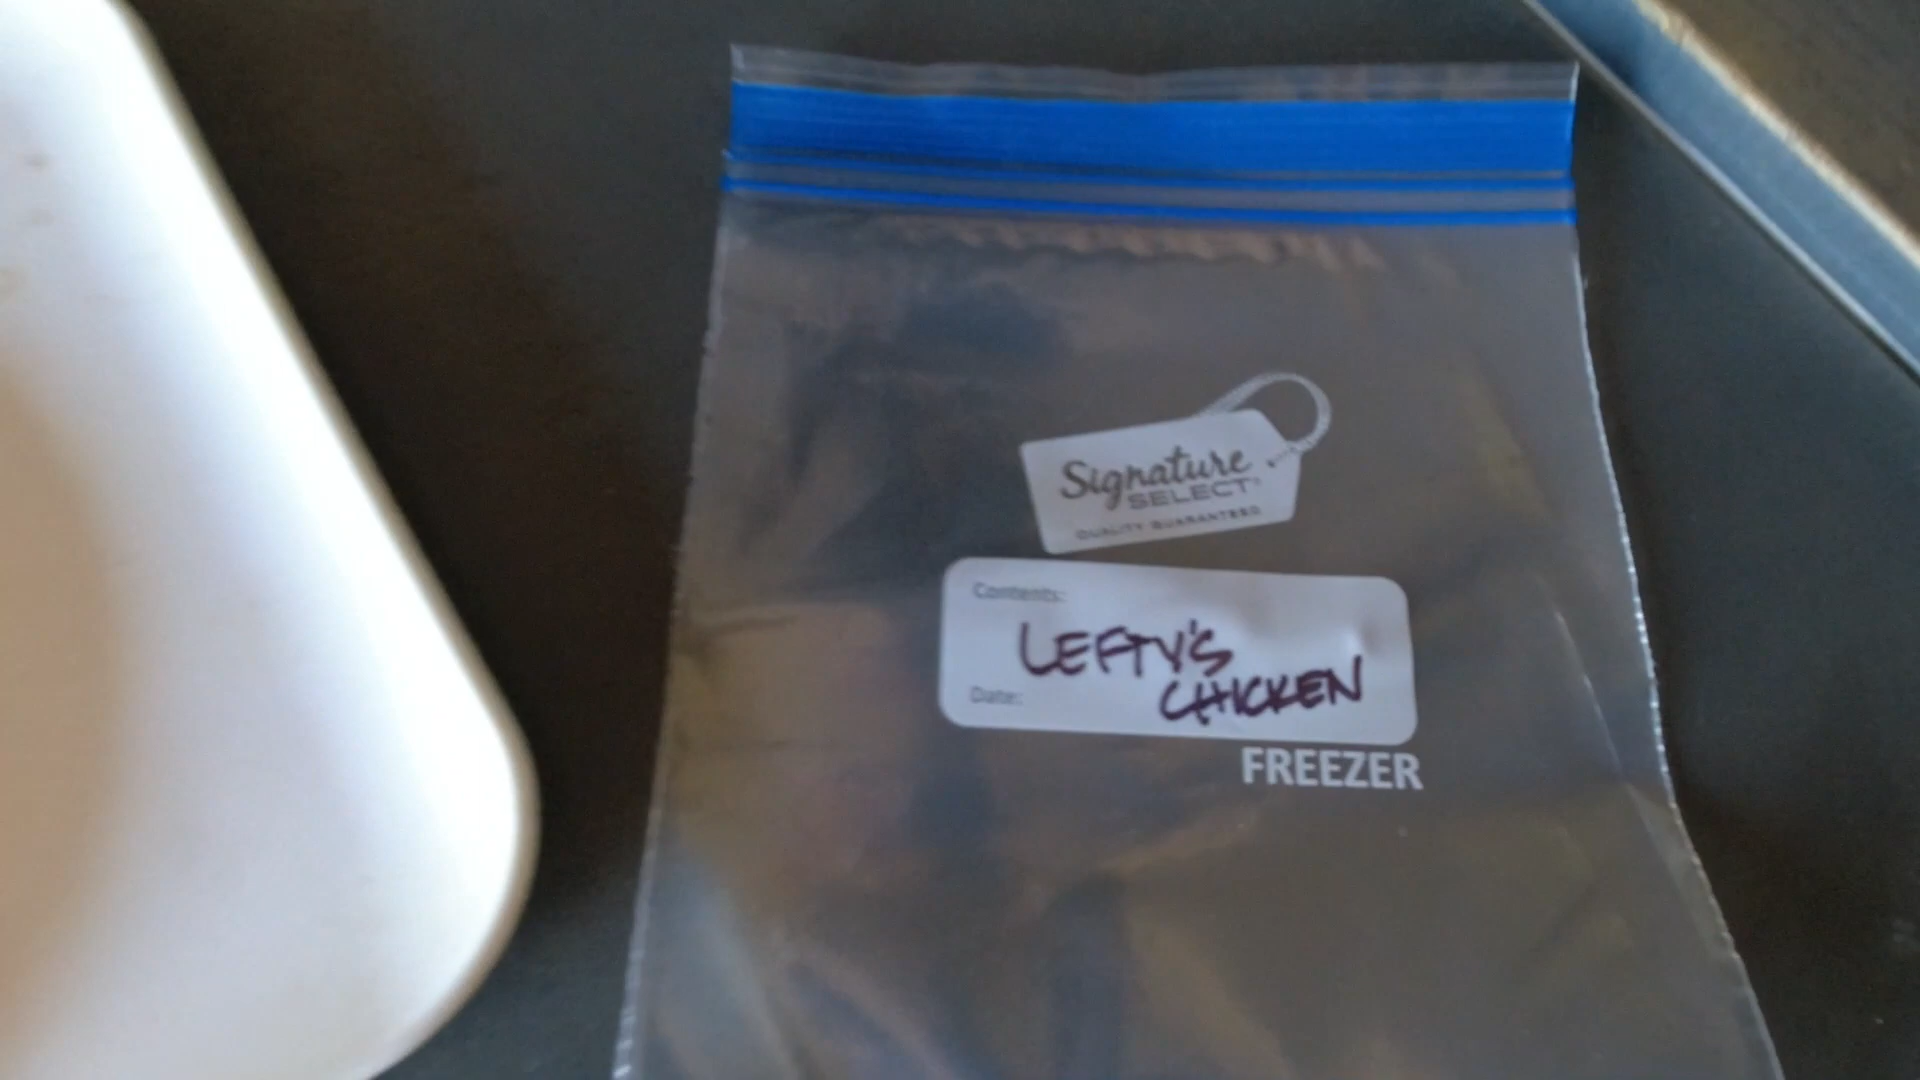 Signature
SELECT®
QUALITY GUARANTEED
Contents:
LEFTY'S
CHICKEN
Date:
FREEZER